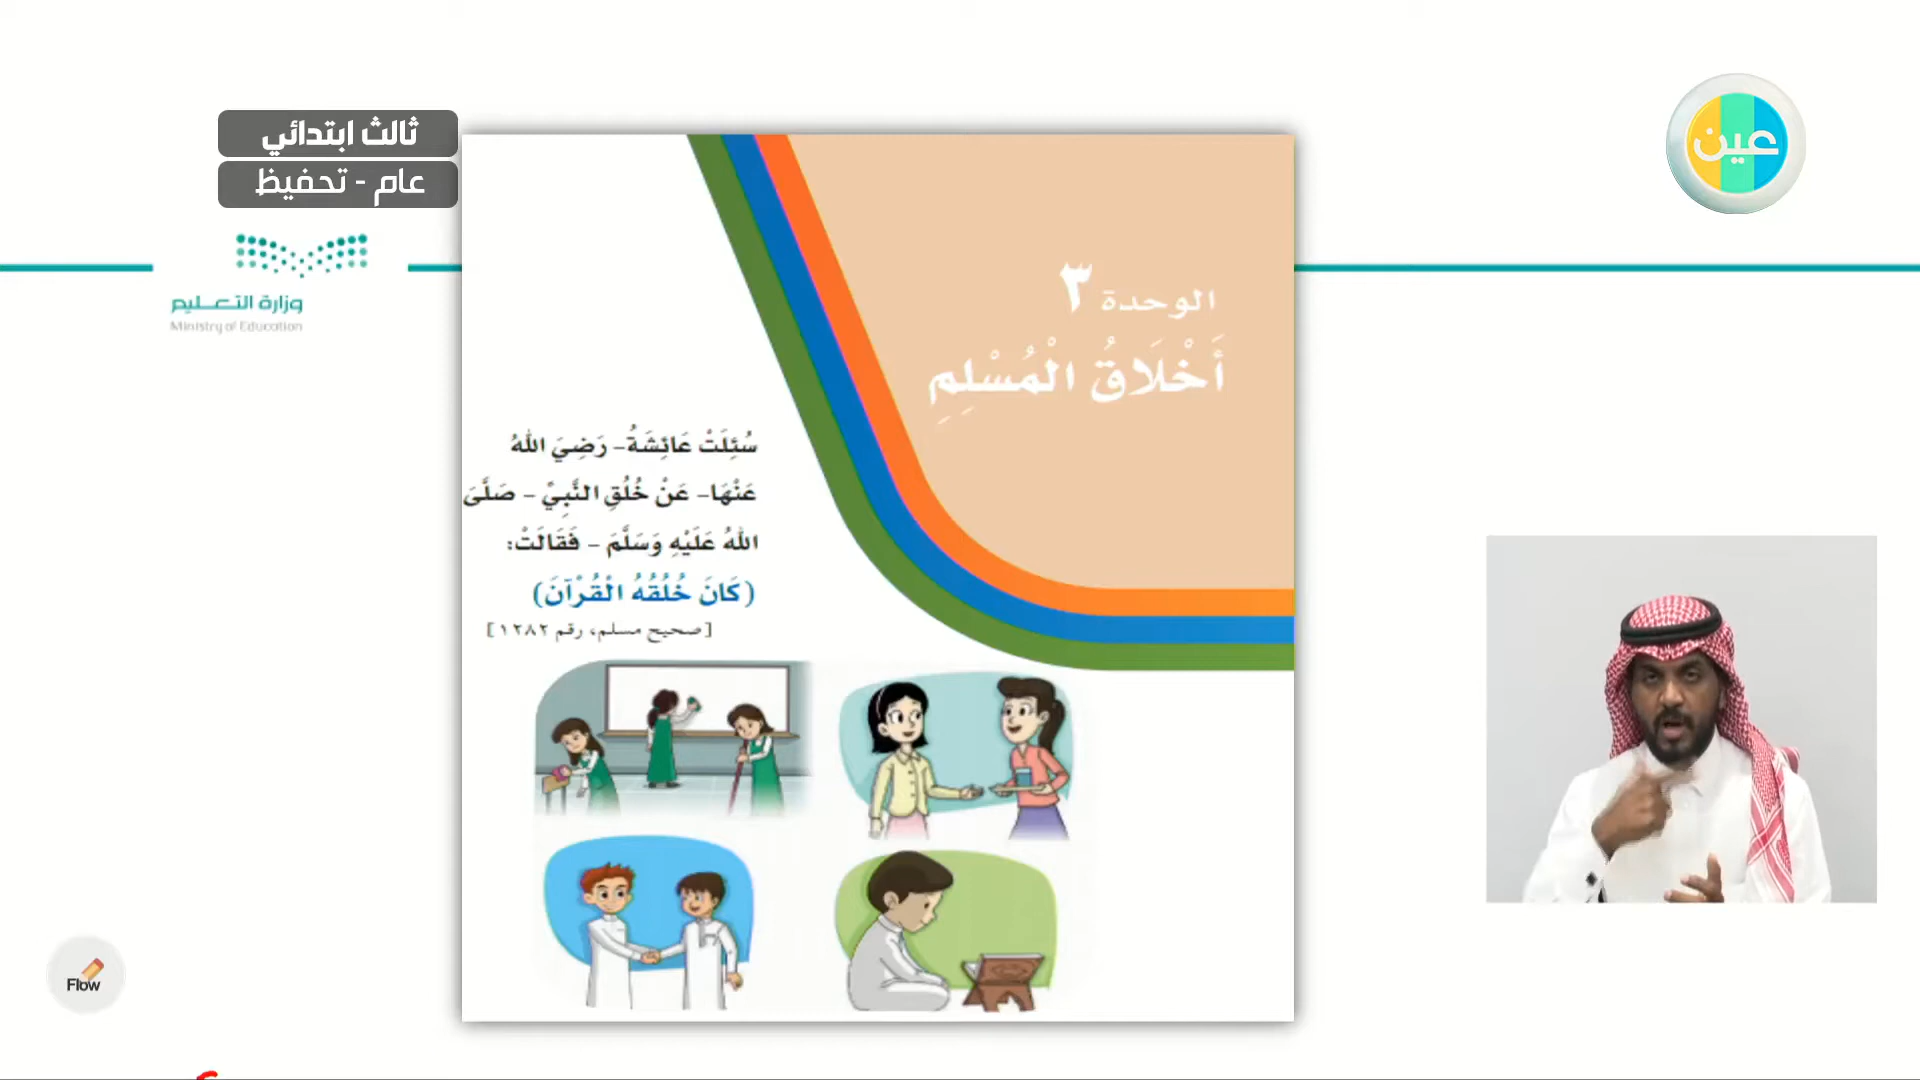 ثالث ابتدائي
عام - تحفيظ
عين
وزارة التعليم
Ministry of Education
الوحدة ٣
أَخْلَاقُ الْمُسْلِمِ
سُئِلَتْ عَائِشَةُ- رَضِيَ اللهُ
عَنْهَا- عَنْ خُلُقِ النَّبِيِّ - صَلَّى
اللهُ عَلَيْهِ وَسَلَّمَ - فَقَالَتْ:
(كَانَ خُلُقُهُ الْقُرْآنَ)
[صحيح مسلم، رقم ١٢٨٢]
Flow